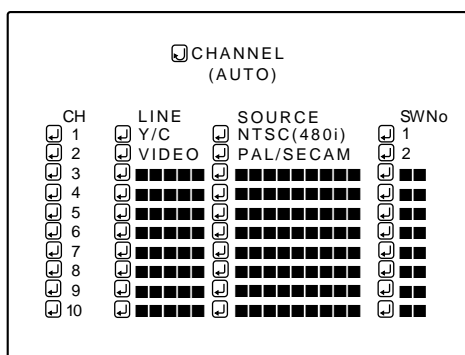 CHANNEL
(AUTO)
CH LINE SOURCE SWNo
1 Y/C NTSC(480i) 1
2 VIDEO PAL/SECAM 2
3
4
5
6
7
8
9
10